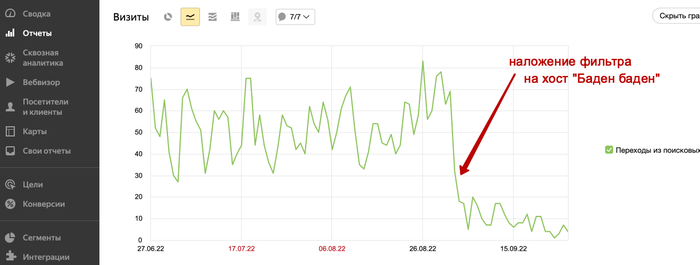 Сводка
Отчеты
Сквозная
аналитика
Вебвизор
Посетители
и клиенты
Карты
Свои отчеты
Цели
Конверсии
Сегменты
Интеграции
Визиты
7/7
Скрыть гра
90
80
70
60
50
40
30
20
10
0
27.06.22
17.07.22
06.08.22
26.08.22
15.09.22
наложение фильтра
на хост "Баден баден"
Переходы из поисковых